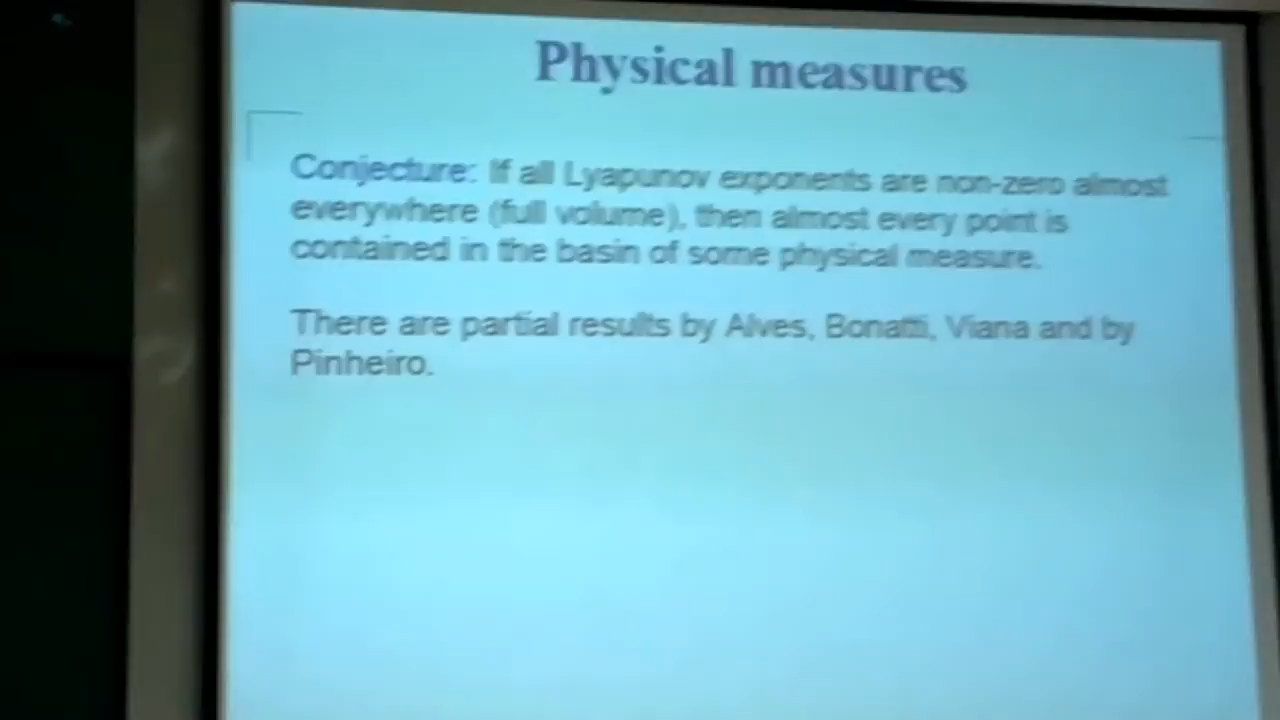 Physical measures
Conjecture: If all Lyapunov exponents are non-zero almost
everywhere (full volume), then almost every point is
contained in the basin of some physical measure.
There are partial results by Alves, Bonatti, Viana and by
Pinheiro.